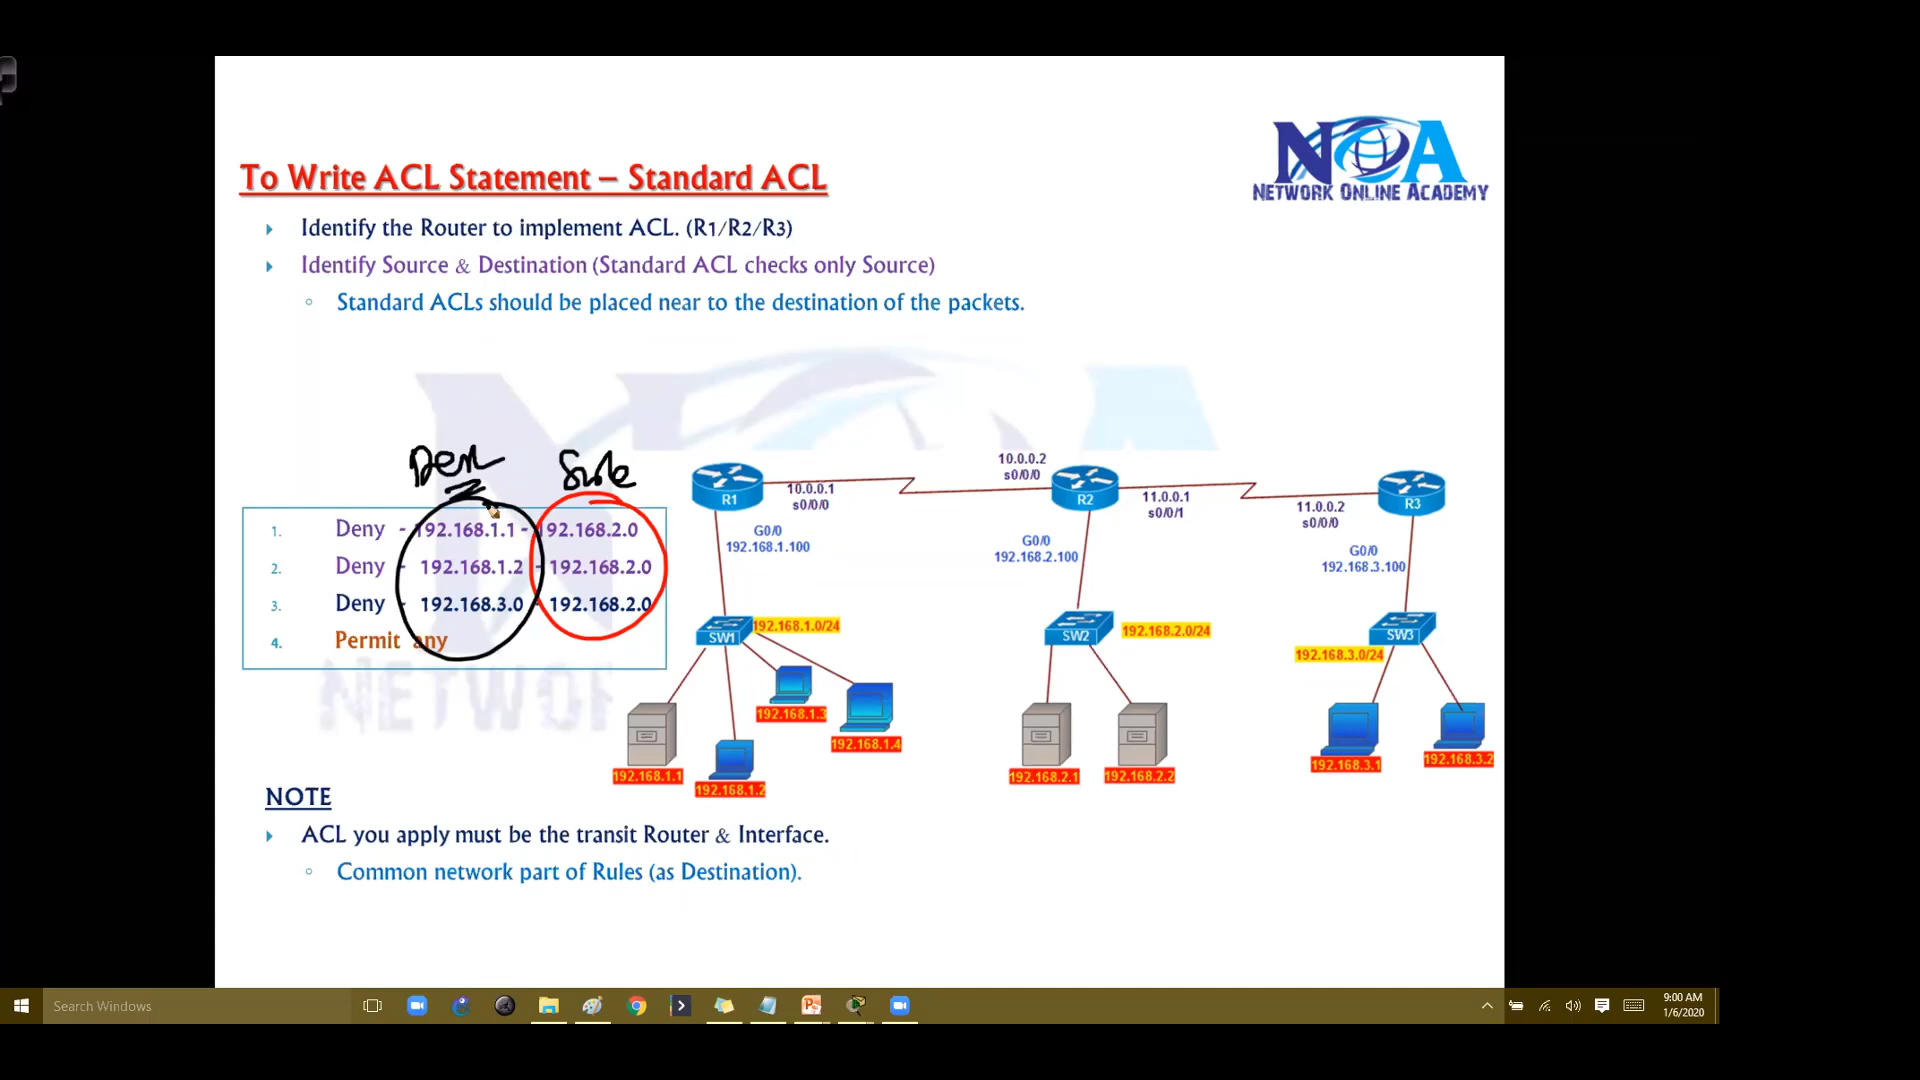 NOA
NETWORK ONLINE ACADEMY
To Write ACL Statement – Standard ACL
Identify the Router to implement ACL. (R1/R2/R3)
Identify Source & Destination (Standard ACL checks only Source)
Standard ACLs should be placed near to the destination of the packets.
1. Deny - 192.168.1.1 - 192.168.2.0
2. Deny - 192.168.1.2 - 192.168.2.0
3. Deny - 192.168.3.0 - 192.168.2.0
4. Permit any
R1
10.0.0.1
s0/0/0
G0/0
192.168.1.100
10.0.0.2
s0/0/0
R2
11.0.0.1
s0/0/1
G0/0
192.168.2.100
11.0.0.2
s0/0/0
R3
G0/0
192.168.3.100
SW1
192.168.1.0/24
192.168.1.1
192.168.1.2
192.168.1.3
192.168.1.4
SW2
192.168.2.0/24
192.168.2.1
192.168.2.2
SW3
192.168.3.0/24
192.168.3.1
192.168.3.2
NETWOR
NOTE
ACL you apply must be the transit Router & Interface.
Common network part of Rules (as Destination).
Search Windows
9:00 AM
1/6/2020